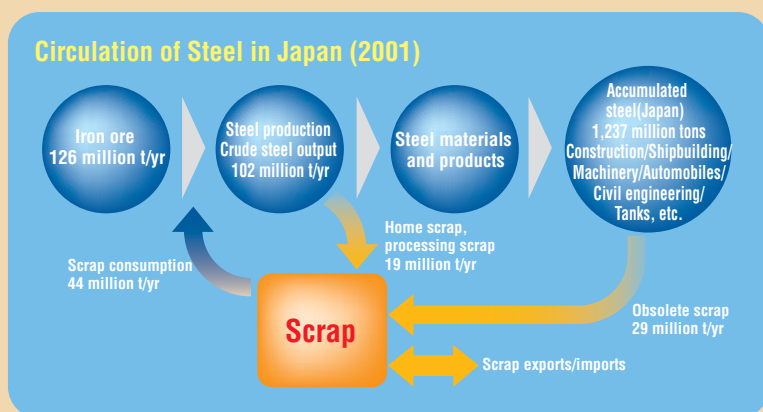 Circulation of Steel in Japan (2001)
Iron ore
126 million t/yr
Steel production
Crude steel output
102 million t/yr
Steel materials
and products
Accumulated
steel(Japan)
1,237 million tons
Construction/Shipbuilding/
Machinery/Automobiles/
Civil engineering/
Tanks, etc.
Scrap consumption
44 million t/yr
Home scrap,
processing scrap
19 million t/yr
Scrap
Obsolete scrap
29 million t/yr
Scrap exports/imports